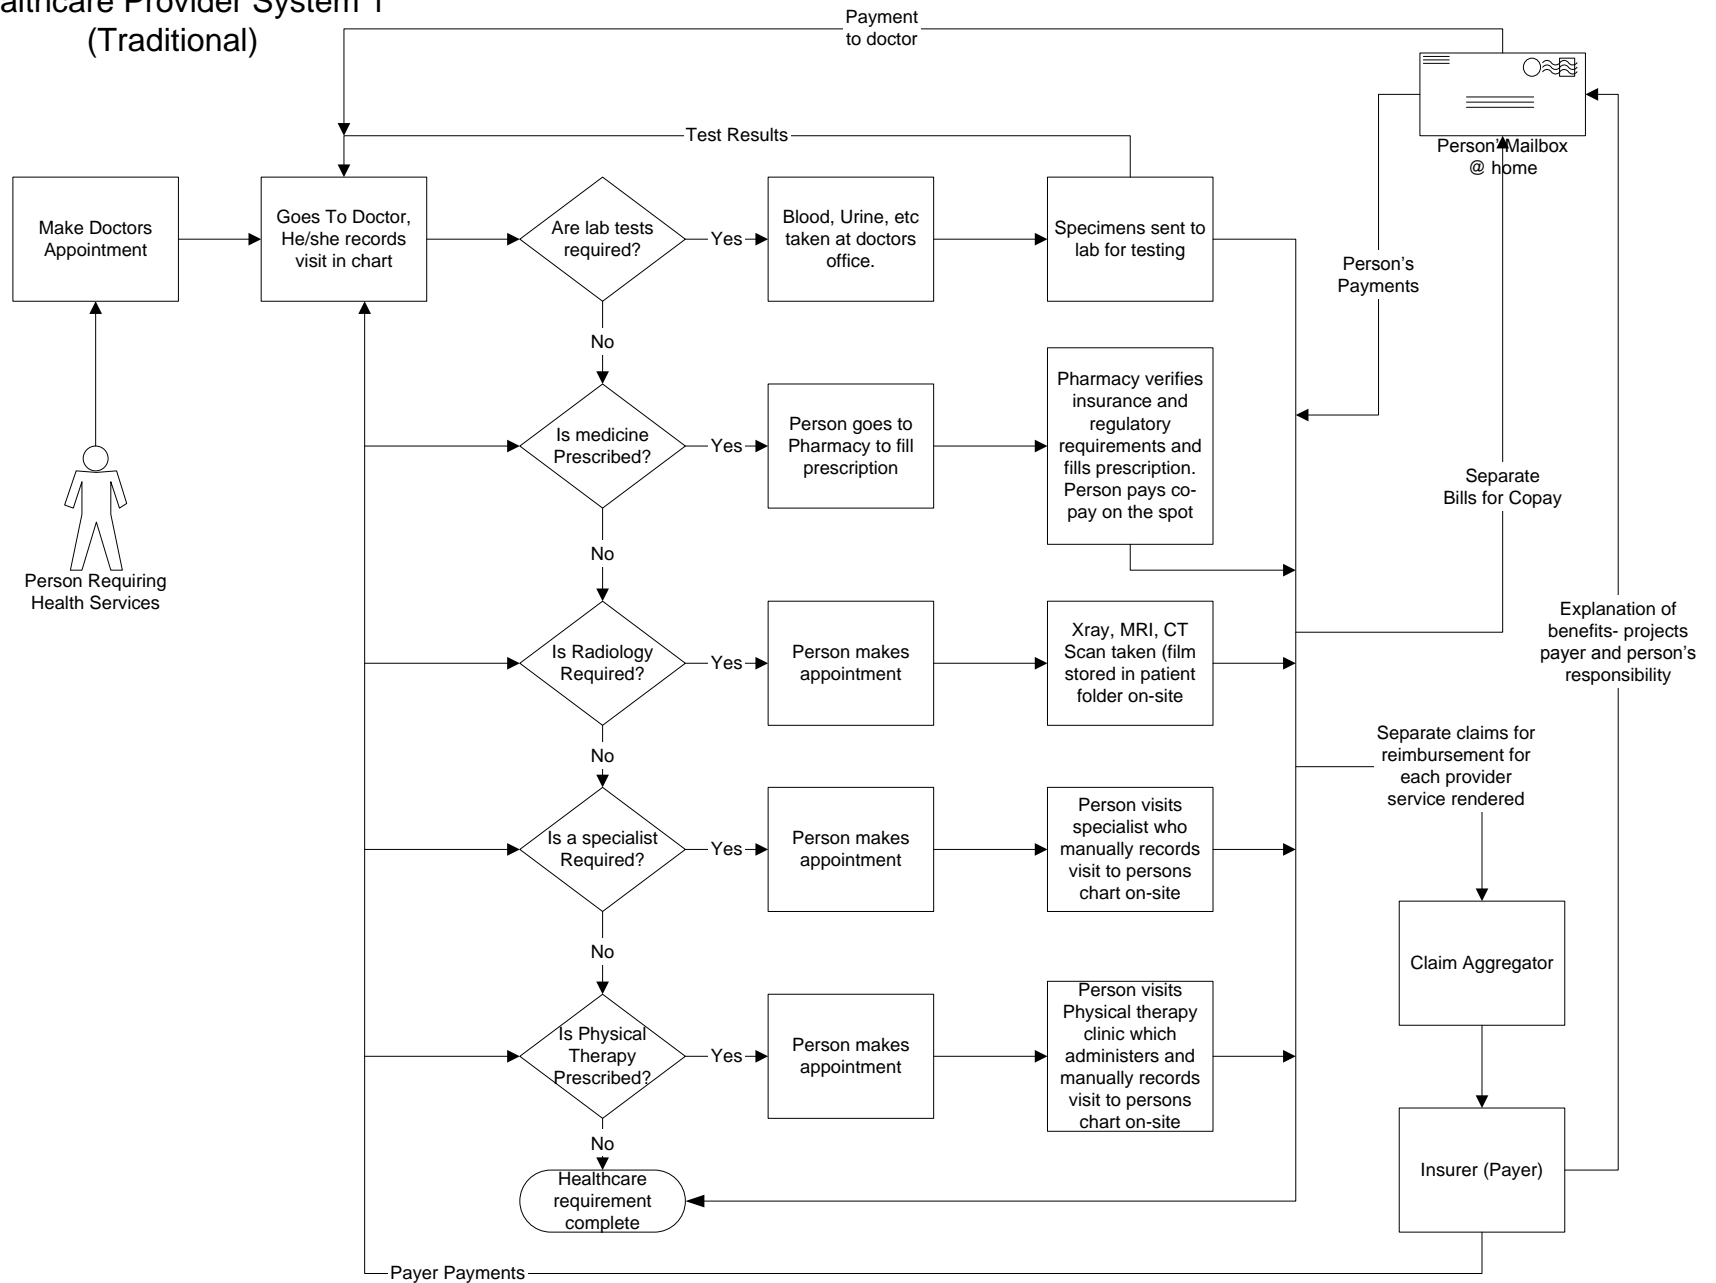 althcare Provider System 1
(Traditional)
Payment
to doctor
Test Results
Person' Mailbox
@ home
Make Doctors
Appointment
Goes To Doctor,
He/she records
visit in chart
Are lab tests
required?
Yes
Blood, Urine, etc
taken at doctors
office.
Specimens sent to
lab for testing
Person's
Payments
No
Is medicine
Prescribed?
Yes
Person goes to
Pharmacy to fill
prescription
Pharmacy verifies
insurance and
regulatory
requirements and
fills prescription.
Person pays co-
pay on the spot
Separate
Bills for Copay
No
Person Requiring
Health Services
Is Radiology
Required?
Yes
Person makes
appointment
Xray, MRI, CT
Scan taken (film
stored in patient
folder on-site
Explanation of
benefits- projects
payer and person's
responsibility
No
Separate claims for
reimbursement for
each provider
service rendered
Is a specialist
Required?
Yes
Person makes
appointment
Person visits
specialist who
manually records
visit to persons
chart on-site
No
Claim Aggregator
Is Physical
Therapy
Prescribed?
Yes
Person makes
appointment
Person visits
Physical therapy
clinic which
administers and
manually records
visit to persons
chart on-site
No
Healthcare
requirement
complete
Insurer (Payer)
Payer Payments